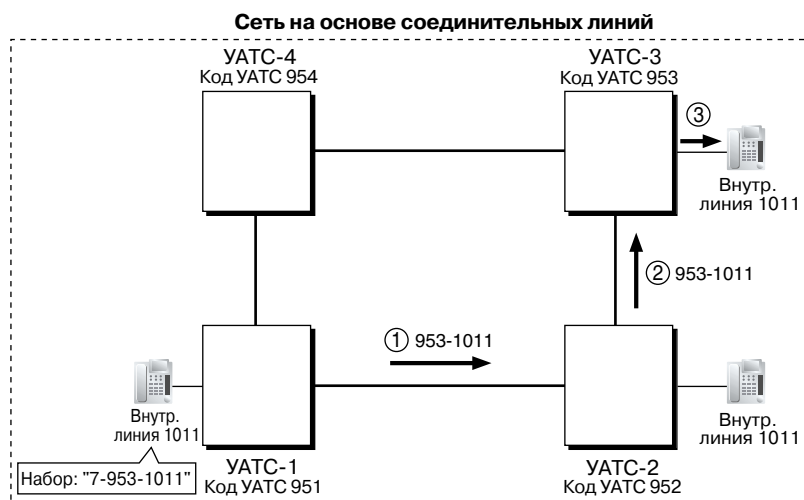 Сеть на основе соединительных линий
УАТС-4
Код УАТС 954
УАТС-3
Код УАТС 953
③
Внутр.
линия 1011
② 953-1011
① 953-1011
Внутр.
линия 1011
Набор: "7-953-1011"
УАТС-1
Код УАТС 951
УАТС-2
Код УАТС 952
Внутр.
линия 1011